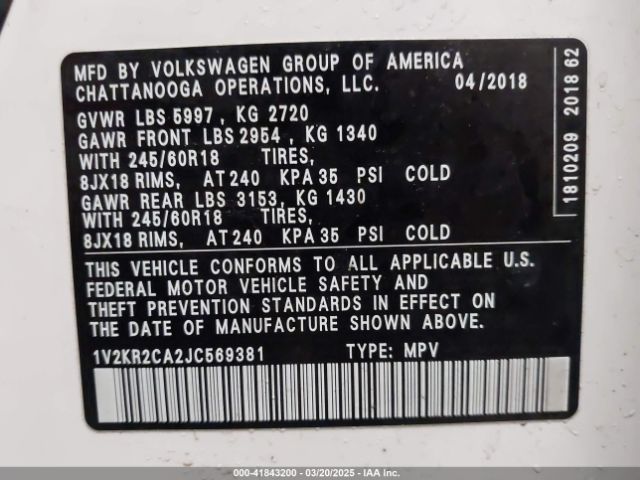 MFD BY VOLKSWAGEN GROUP OF AMERICA
CHATTANOOGA OPERATIONS, LLC. 04/2018
GVWR LBS 5997, KG 2720
GAWR FRONT LBS 2954, KG 1340
WITH 245/60R18 TIRES,
8JX18 RIMS, AT 240 KPA 35 PSI COLD
GAWR REAR LBS 3153, KG 1430
WITH 245/60R18 TIRES,
8JX18 RIMS, AT 240 KPA 35 PSI COLD
THIS VEHICLE CONFORMS TO ALL APPLICABLE U.S.
FEDERAL MOTOR VEHICLE SAFETY AND
THEFT PREVENTION STANDARDS IN EFFECT ON
THE DATE OF MANUFACTURE SHOWN ABOVE.
1V2KR2CA2JC569381 TYPE: MPV
1810209 2018 62
000-41843200 - 03/20/2025 - IAA Inc.